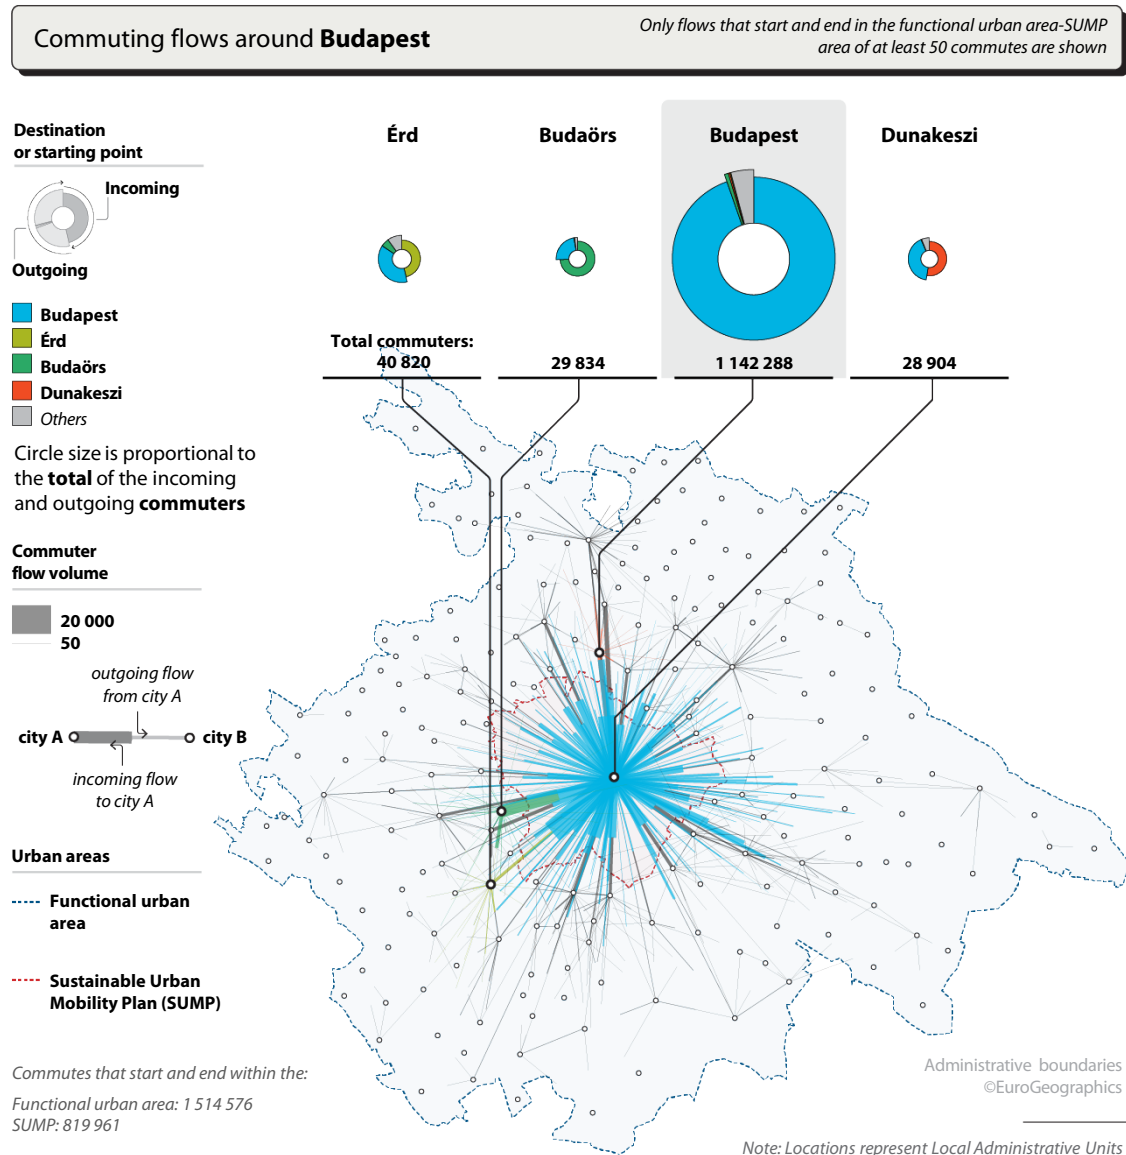 Commuting flows around Budapest
Only flows that start and end in the functional urban area-SUMP
area of at least 50 commutes are shown
Destination
or starting point
Incoming
Outgoing
Budapest
Érd
Budaörs
Dunakeszi
Others
Circle size is proportional to
the total of the incoming
and outgoing commuters
Érd
Budaörs
Budapest
Dunakeszi
Total commuters:
40 820
29 834
1 142 288
28 904
Commuter
flow volume
20 000
50
outgoing flow
from city A
city A
city B
incoming flow
to city A
Urban areas
Functional urban
area
Sustainable Urban
Mobility Plan (SUMP)
Commutes that start and end within the:
Functional urban area: 1 514 576
SUMP: 819 961
Administrative boundaries
©EuroGeographics
Note: Locations represent Local Administrative Units